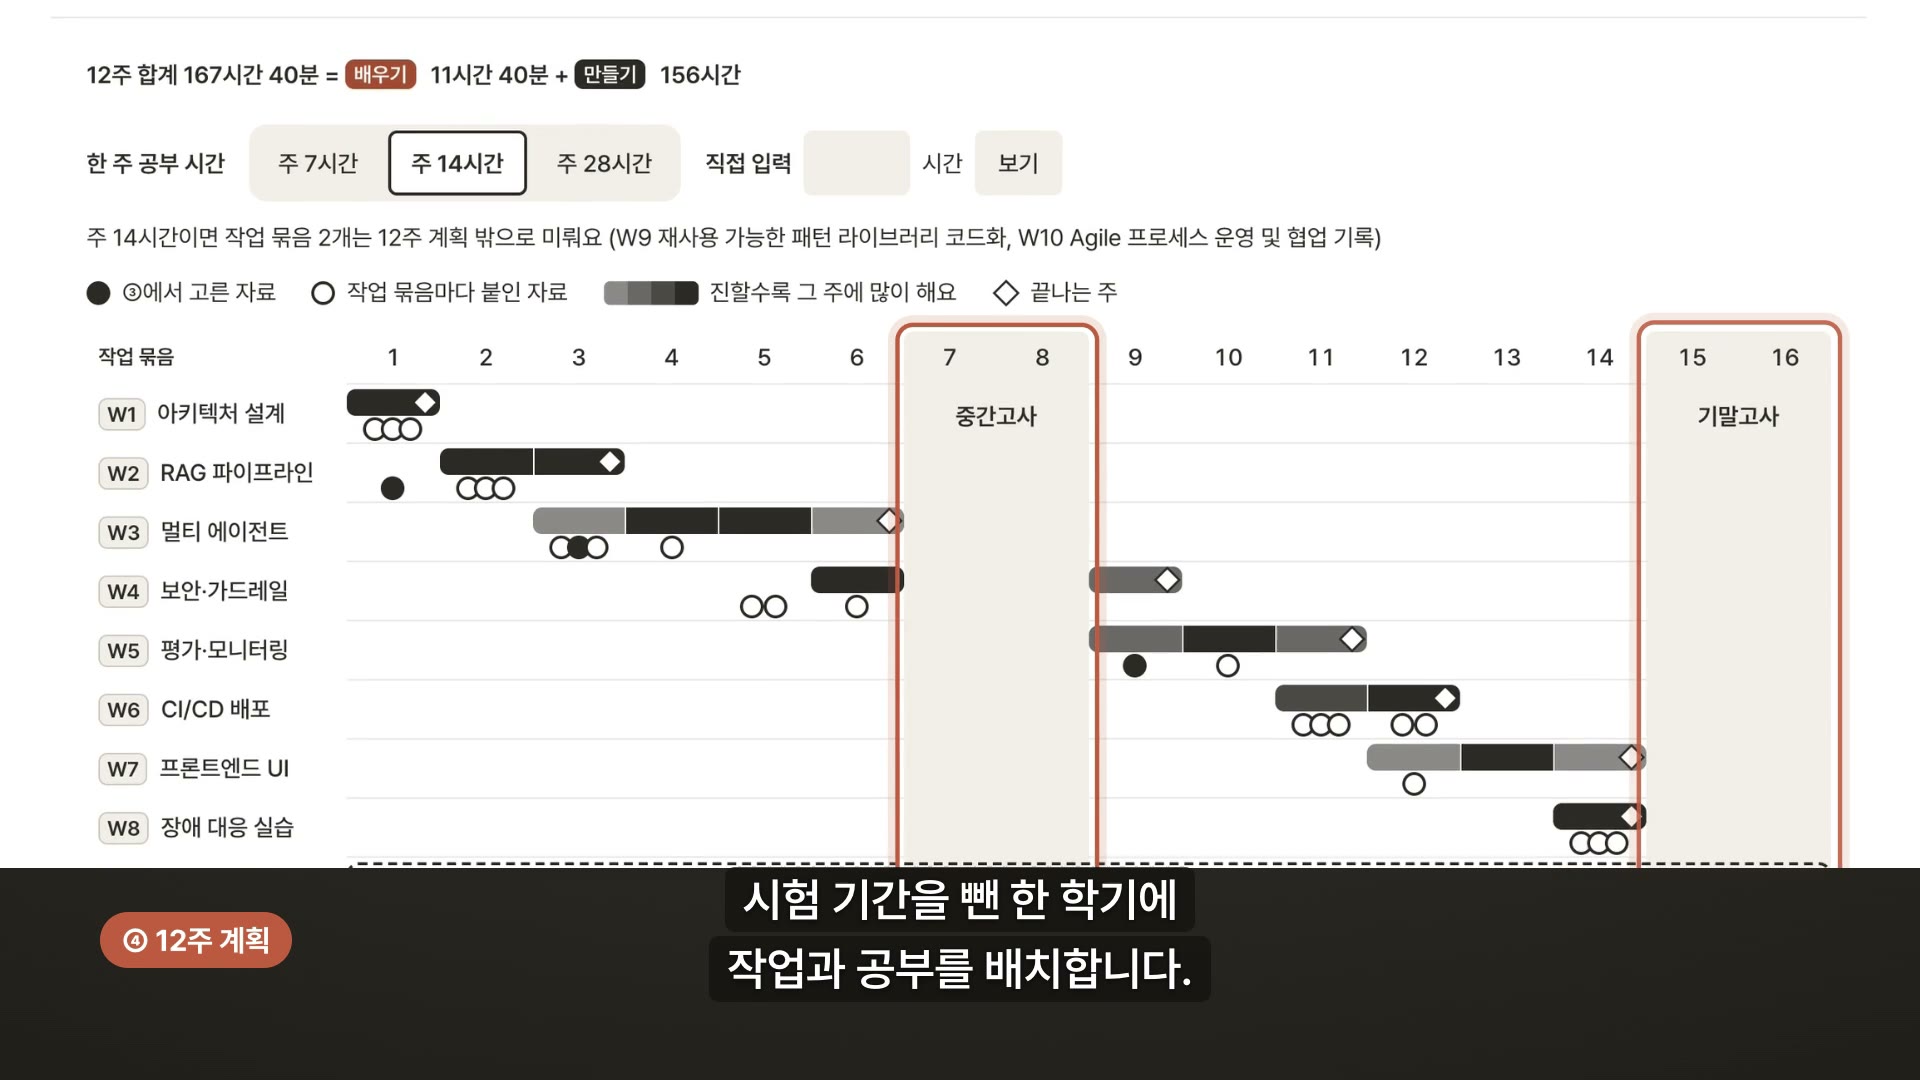 12주 합계 167시간 40분 = 배우기 11시간 40분 + 만들기 156시간
한 주 공부 시간 주 7시간 주 14시간 주 28시간 직접 입력 시간 보기
주 14시간이면 작업 묶음 2개는 12주 계획 밖으로 미뤄요 (W9 재사용 가능한 패턴 라이브러리 코드화, W10 Agile 프로세스 운영 및 협업 기록)
③에서 고른 자료 작업 묶음마다 붙인 자료 진할수록 그 주에 많이 해요 끝나는 주
작업 묶음 1 2 3 4 5 6 7 8 9 10 11 12 13 14 15 16
W1 아키텍처 설계 중간고사 기말고사
W2 RAG 파이프라인
W3 멀티 에이전트
W4 보안·가드레일
W5 평가·모니터링
W6 CI/CD 배포
W7 프론트엔드 UI
W8 장애 대응 실습
시험 기간을 뺀 한 학기에
④ 12주 계획
작업과 공부를 배치합니다.